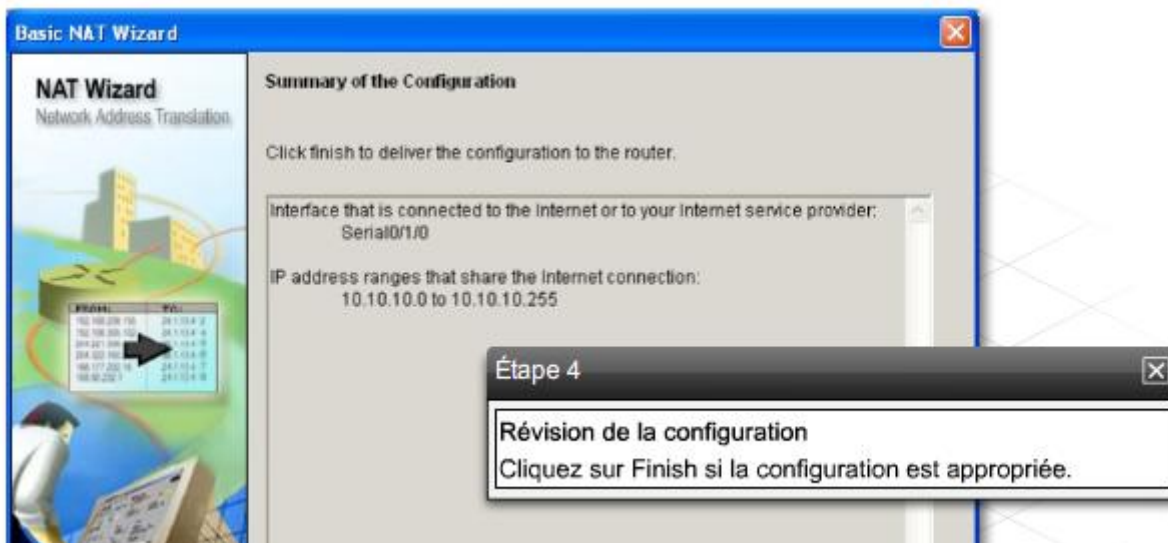 Basic NAT Wizard
NAT Wizard
Network Address Translation
Summary of the Configuration
Click finish to deliver the configuration to the router.
Interface that is connected to the Internet or to your Internet service provider:
Serial0/1/0
IP address ranges that share the Internet connection:
10.10.10.0 to 10.10.10.255
FROM: TO:
Étape 4
Révision de la configuration
Cliquez sur Finish si la configuration est appropriée.